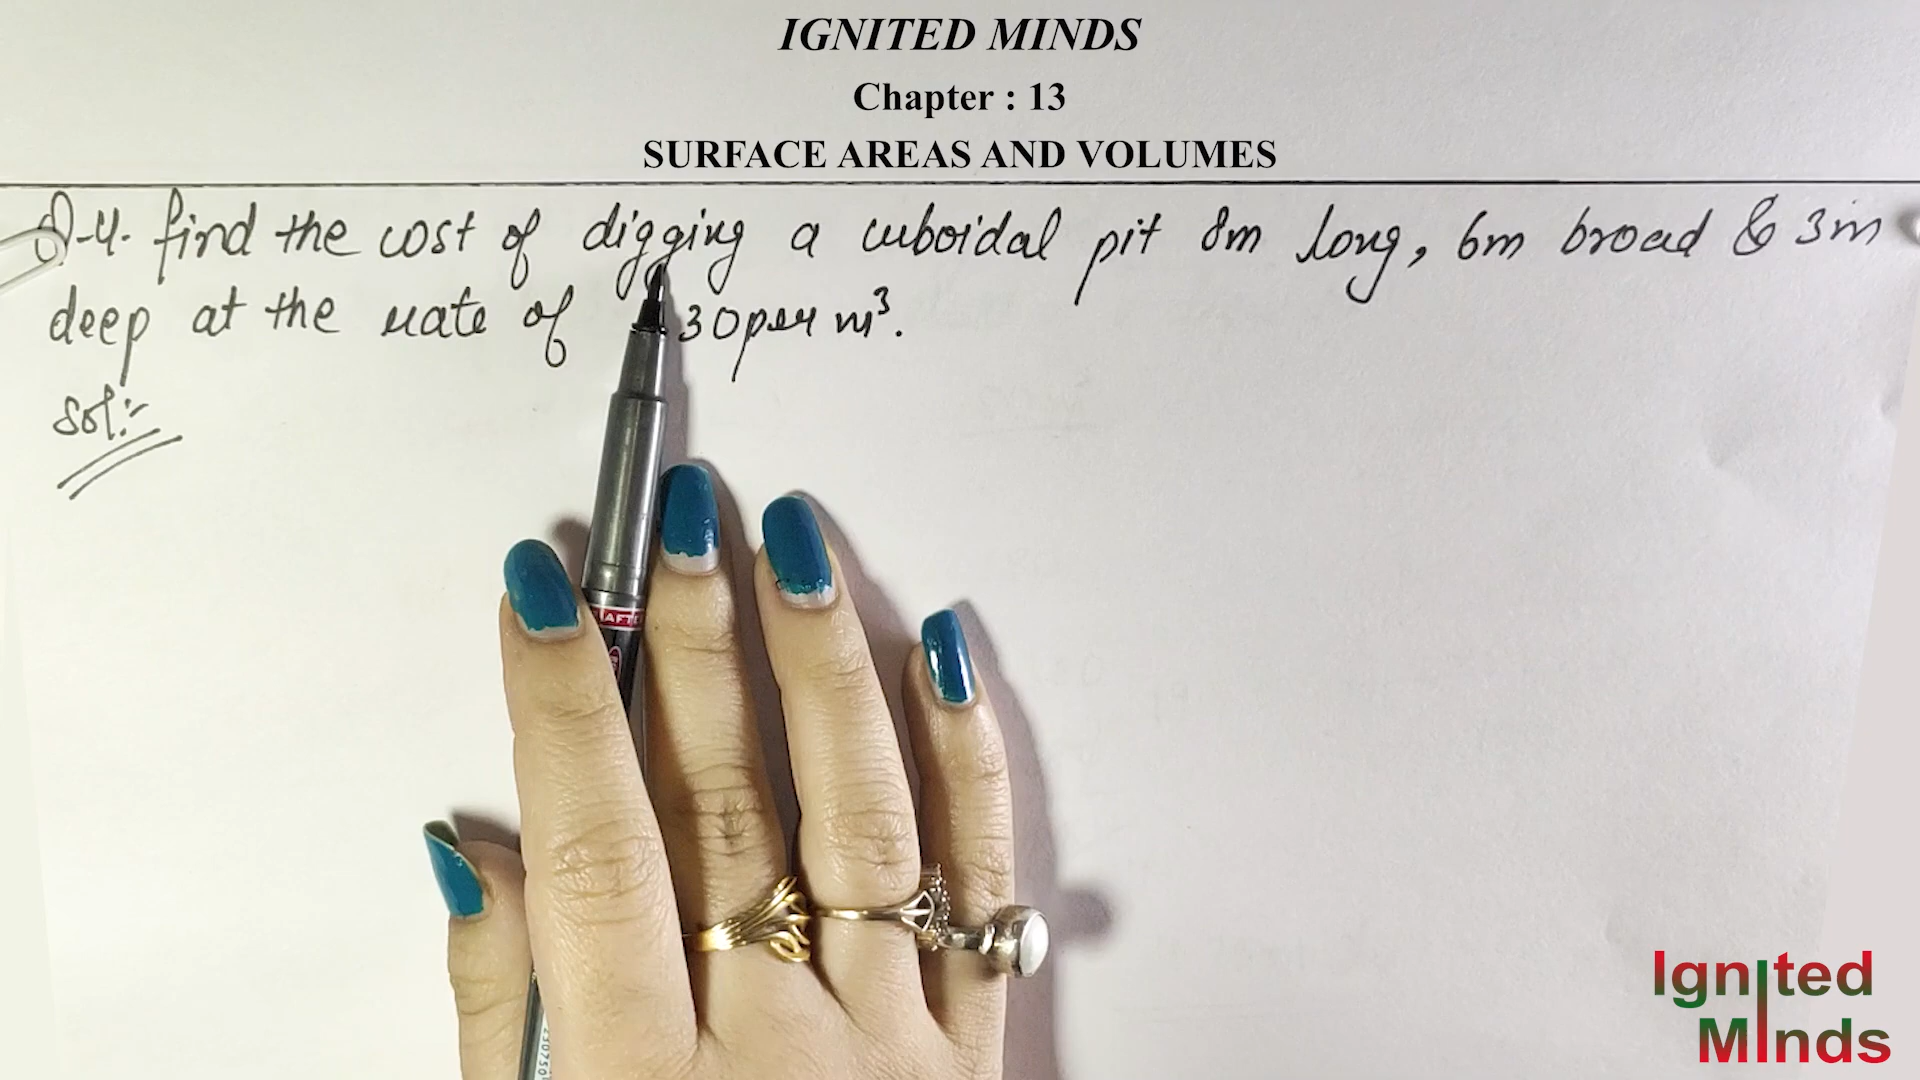 IGNITED MINDS
Chapter : 13
SURFACE AREAS AND VOLUMES
Q-4. find the cost of digging a cuboidal pit 8m long, 6m broad & 3m
deep at the rate of 30 per m³.
Sol:-
AFTE
Ignited
Minds